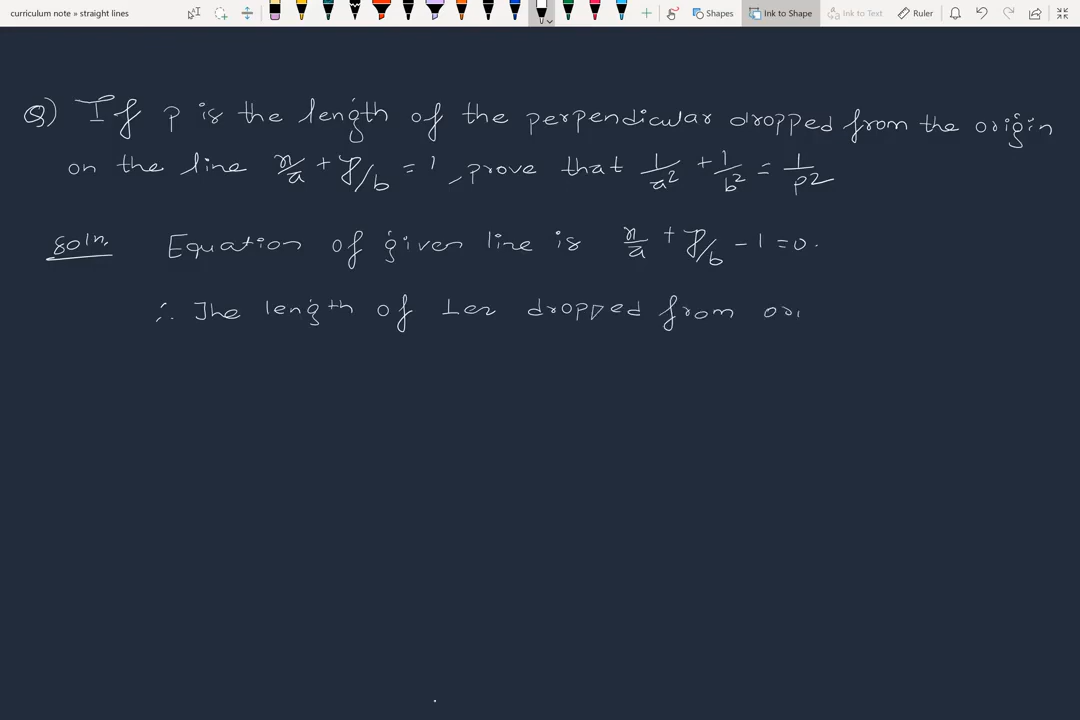 curriculum note » straight lines
Shapes Ink to Shape Ink to Text Ruler
Q) If p is the length of the perpendicular dropped from the origin
on the line x/a + y/b = 1, prove that 1/a² + 1/b² = 1/p²
soln. Equation of given line is x/a + y/b - 1 = 0.
∴ The length of ⊥er dropped from ori